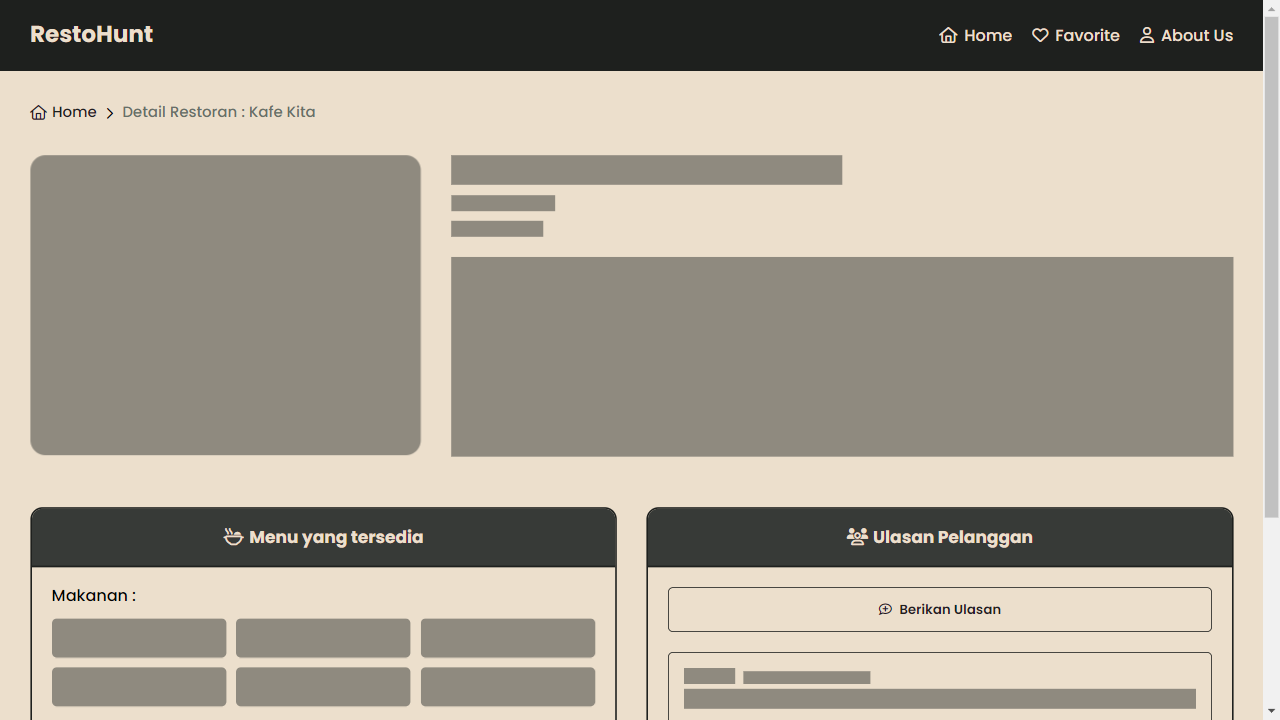 RestoHunt
Home Favorite About Us
Home > Detail Restoran : Kafe Kita
Menu yang tersedia
Makanan :
Ulasan Pelanggan
Berikan Ulasan